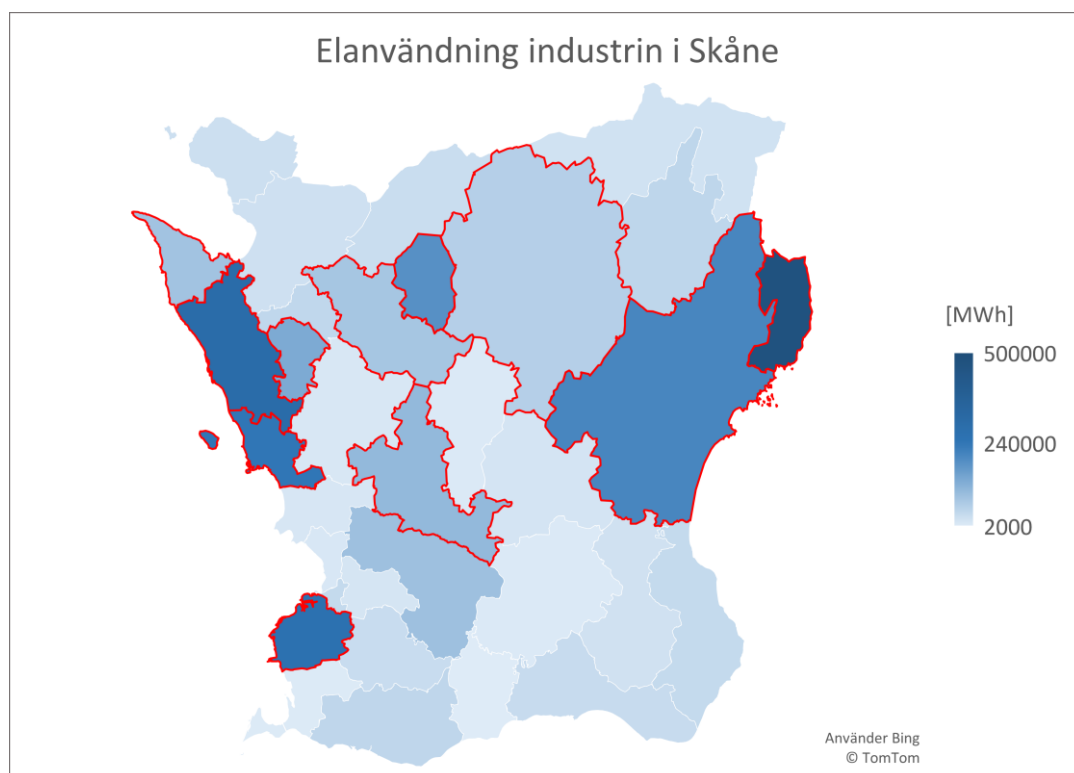 Elanvändning industrin i Skåne
[MWh]
500000
240000
2000
Använder Bing
© TomTom